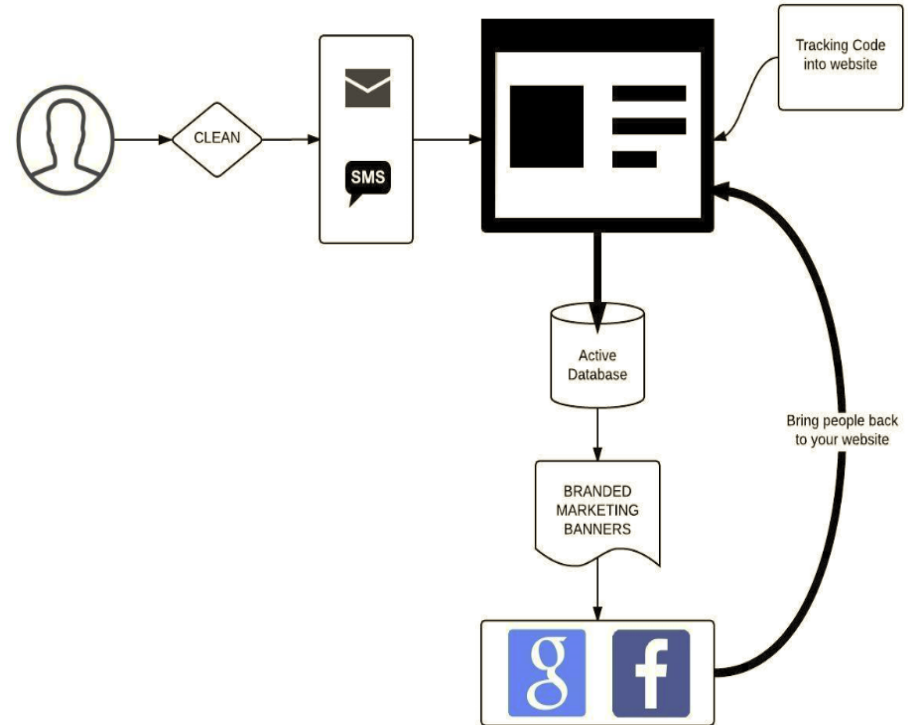 Tracking Code
into website
CLEAN
SMS
Active
Database
Bring people back
to your website
BRANDED
MARKETING
BANNERS
g f